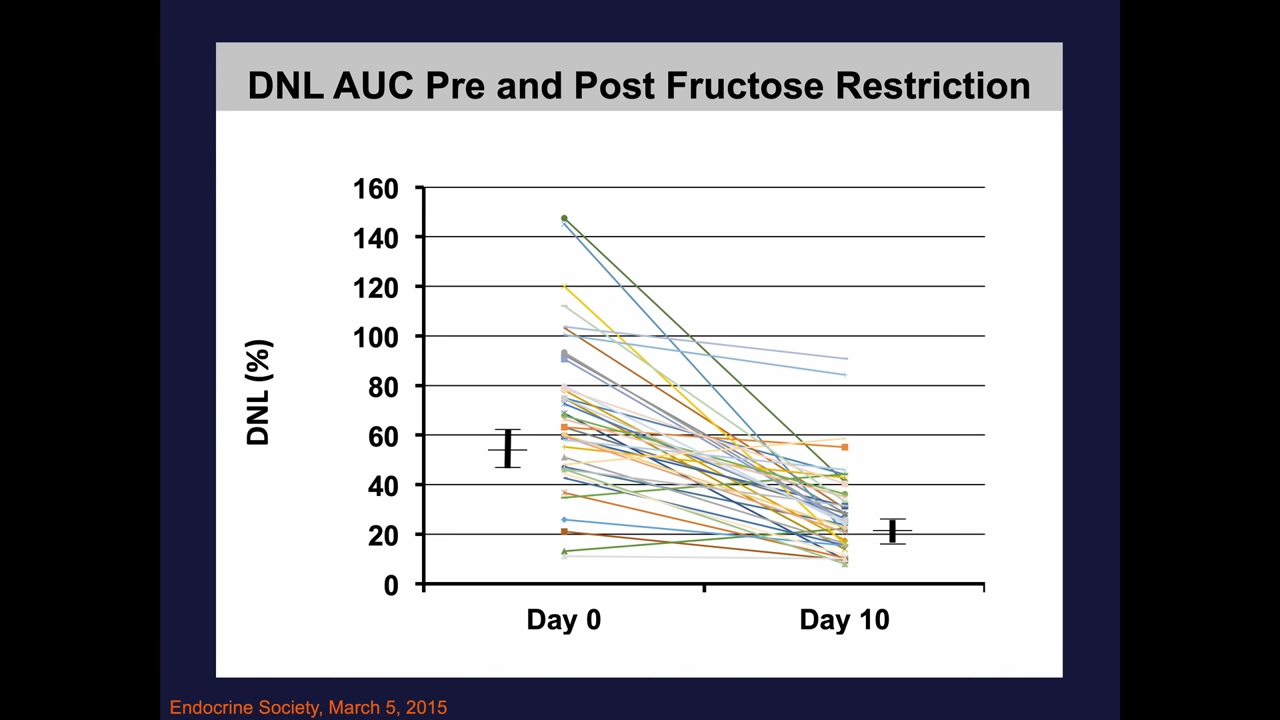 DNL AUC Pre and Post Fructose Restriction
160
140
120
100
80
60
40
20
0
DNL (%)
Day 0
Day 10
Endocrine Society, March 5, 2015